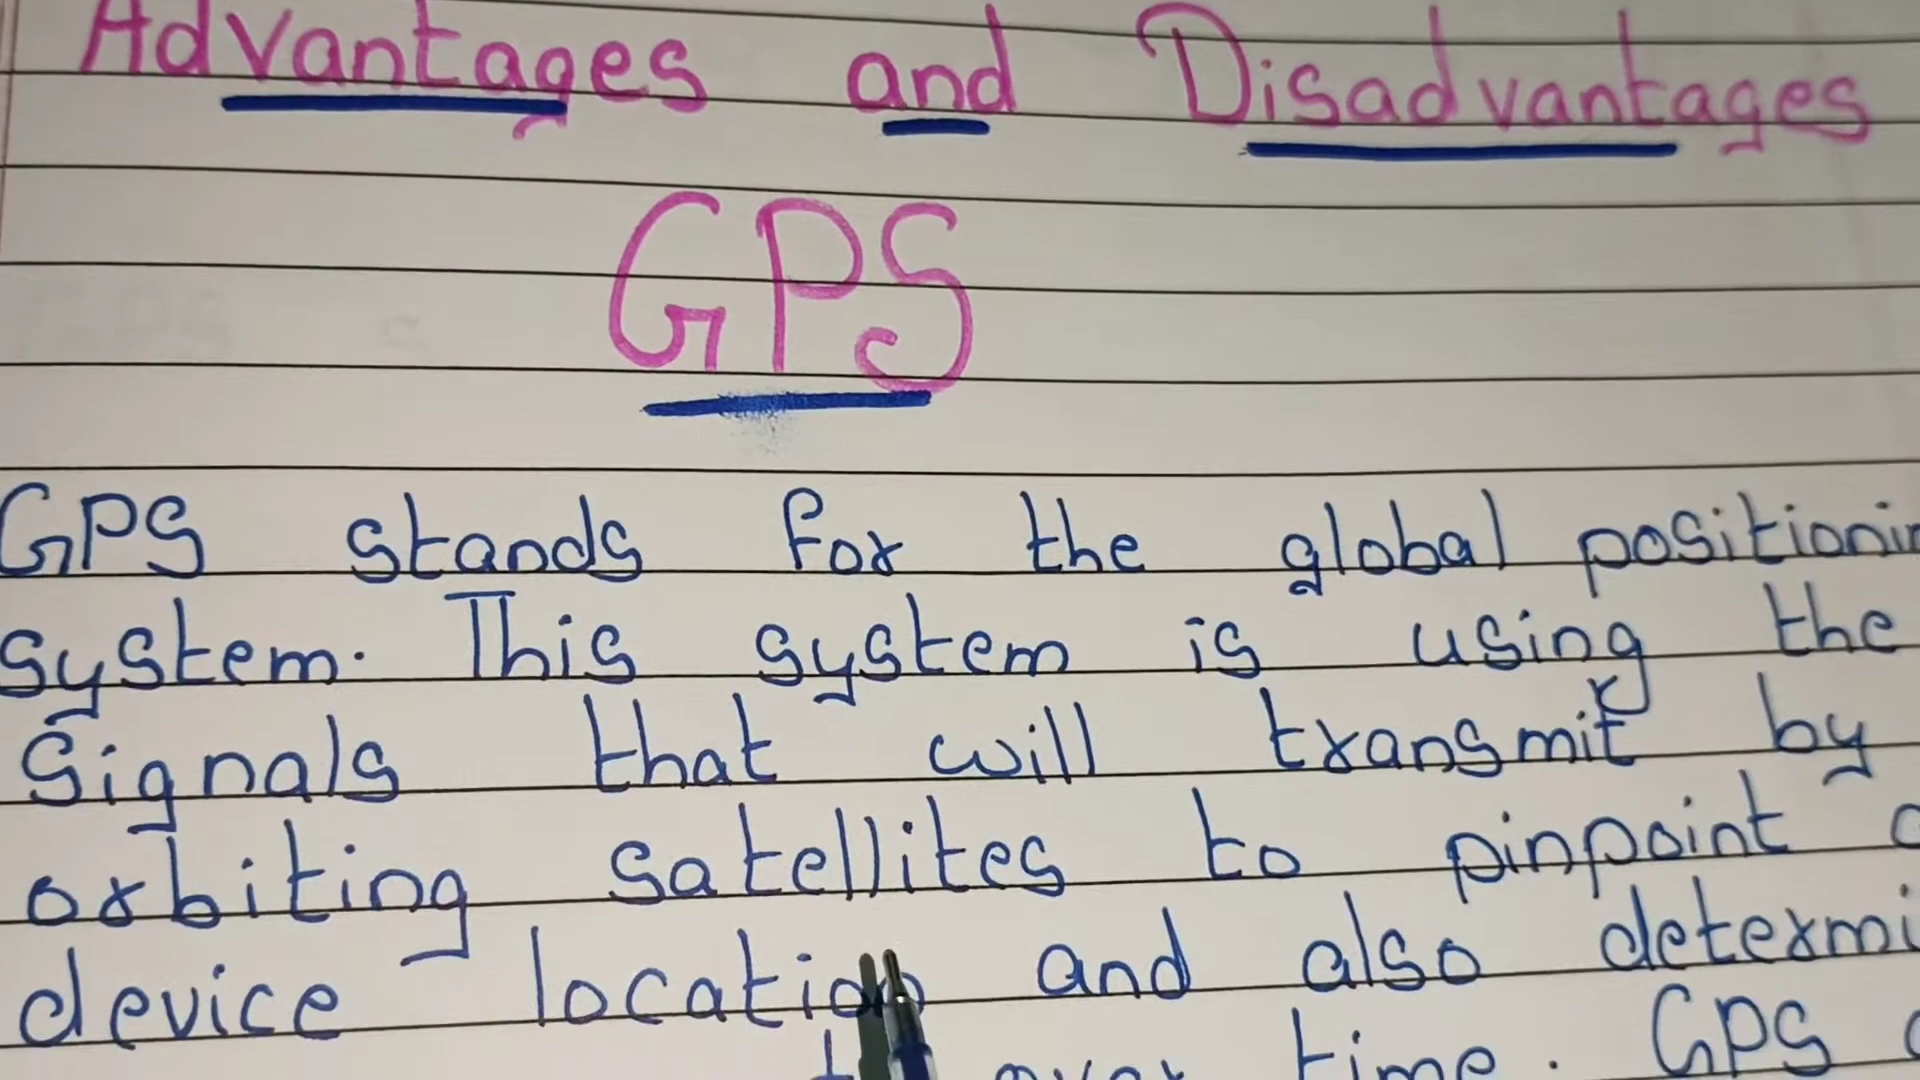 Advantages and Disadvantages
GPS
GPS stands for the global positionin
system. This system is using the
Signals that will transmit by
orbiting satellites to pinpoint
device location and also determi
over time. GPS